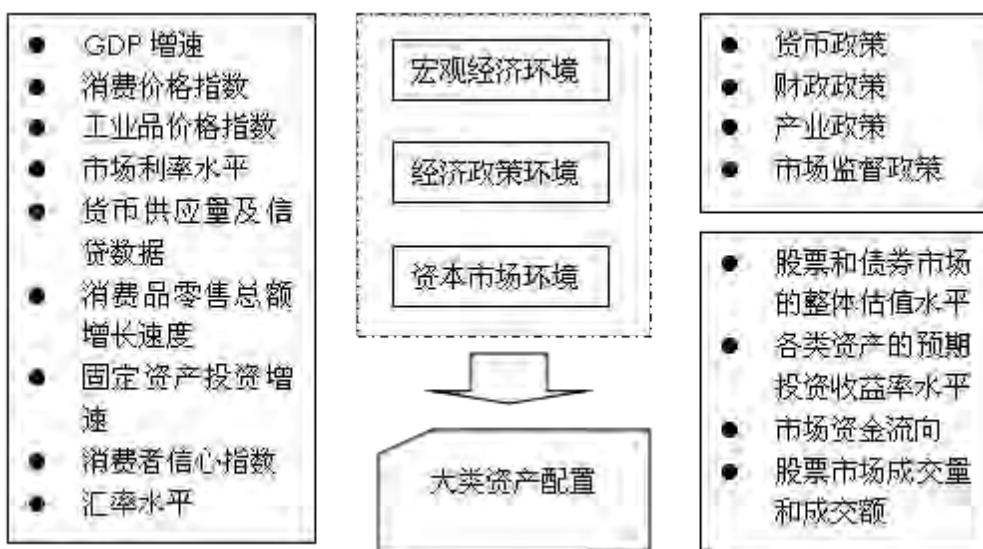 ● GDP 增速
● 消费价格指数
● 工业品价格指数
● 市场利率水平
● 货币供应量及信
贷数据
● 消费品零售总额
增长速度
● 固定资产投资增
速
● 消费者信心指数
● 汇率水平
宏观经济环境
经济政策环境
资本市场环境
大类资产配置
● 货币政策
● 财政政策
● 产业政策
● 市场监督政策
● 股票和债券市场
的整体估值水平
● 各类资产的预期
投资收益率水平
● 市场资金流向
● 股票市场成交量
和成交额